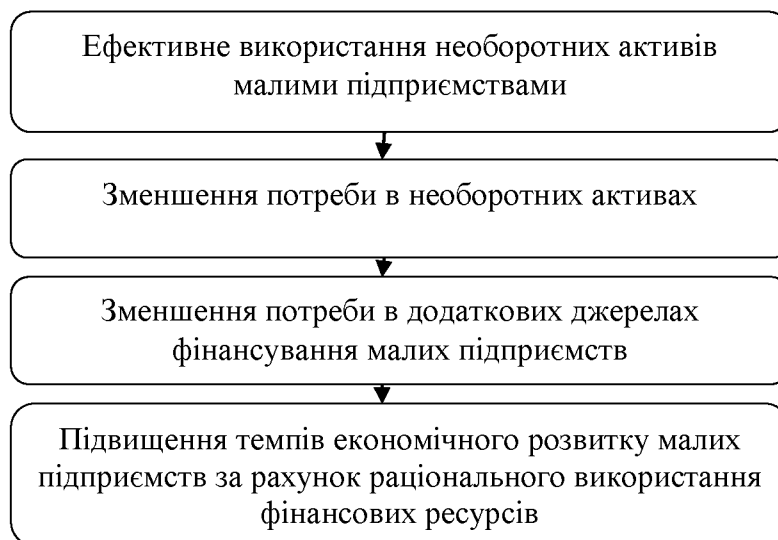 Ефективне використання необоротних активів
малими підприємствами
Зменшення потреби в необоротних активах
Зменшення потреби в додаткових джерелах
фінансування малих підприємств
Підвищення темпів економічного розвитку малих
підприємств за рахунок раціонального використання
фінансових ресурсів